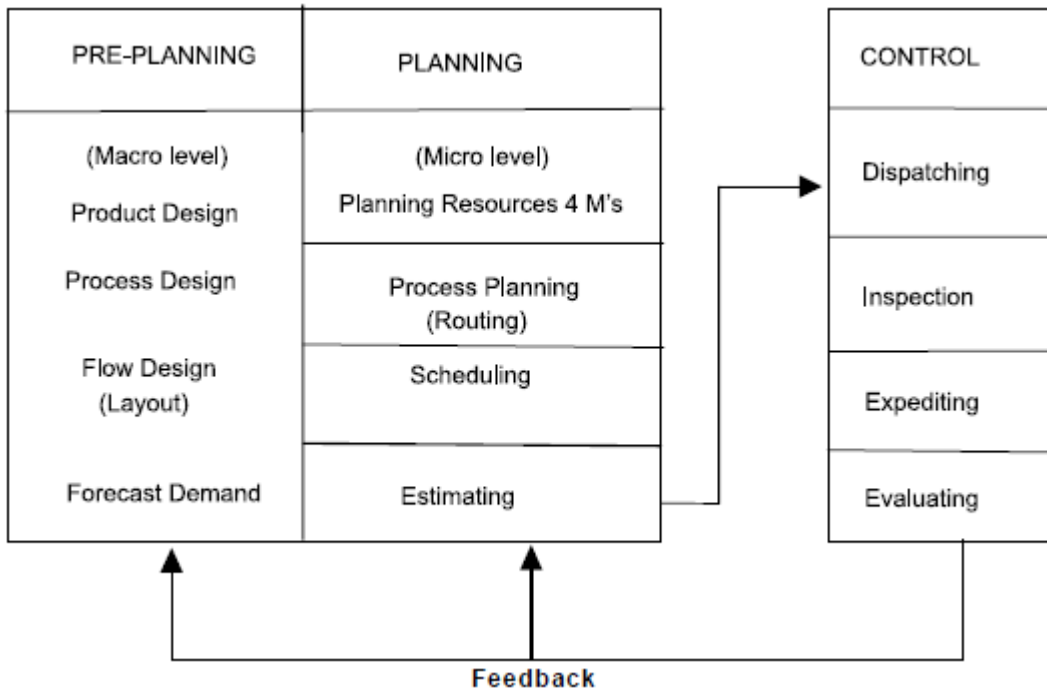 PRE-PLANNING
(Macro level)
Product Design
Process Design
Flow Design
(Layout)
Forecast Demand
PLANNING
(Micro level)
Planning Resources 4 M's
Process Planning
(Routing)
Scheduling
Estimating
CONTROL
Dispatching
Inspection
Expediting
Evaluating
Feedback